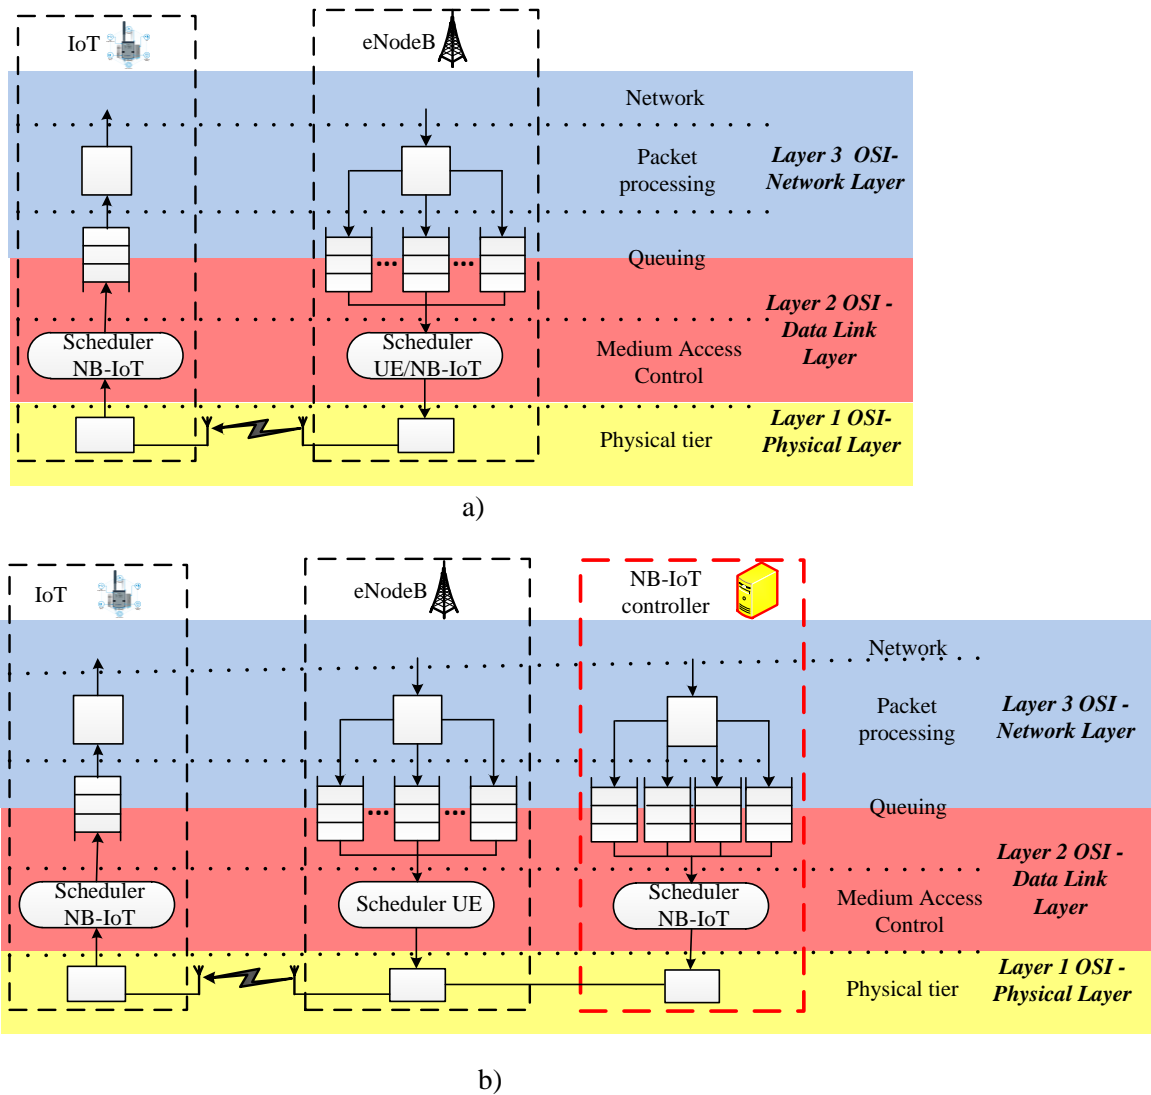 IoT
eNodeB
Network
Packet
processing
Layer 3 OSI-
Network Layer
Queuing
Layer 2 OSI -
Data Link
Layer
Scheduler
NB-IoT
Scheduler
UE/NB-IoT
Medium Access
Control
Physical tier
Layer 1 OSI-
Physical Layer
a)
IoT
eNodeB
NB-IoT
controller
Network
Packet
processing
Layer 3 OSI -
Network Layer
Queuing
Layer 2 OSI -
Data Link
Layer
Scheduler
NB-IoT
Scheduler UE
Scheduler
NB-IoT
Medium Access
Control
Physical tier
Layer 1 OSI -
Physical Layer
b)